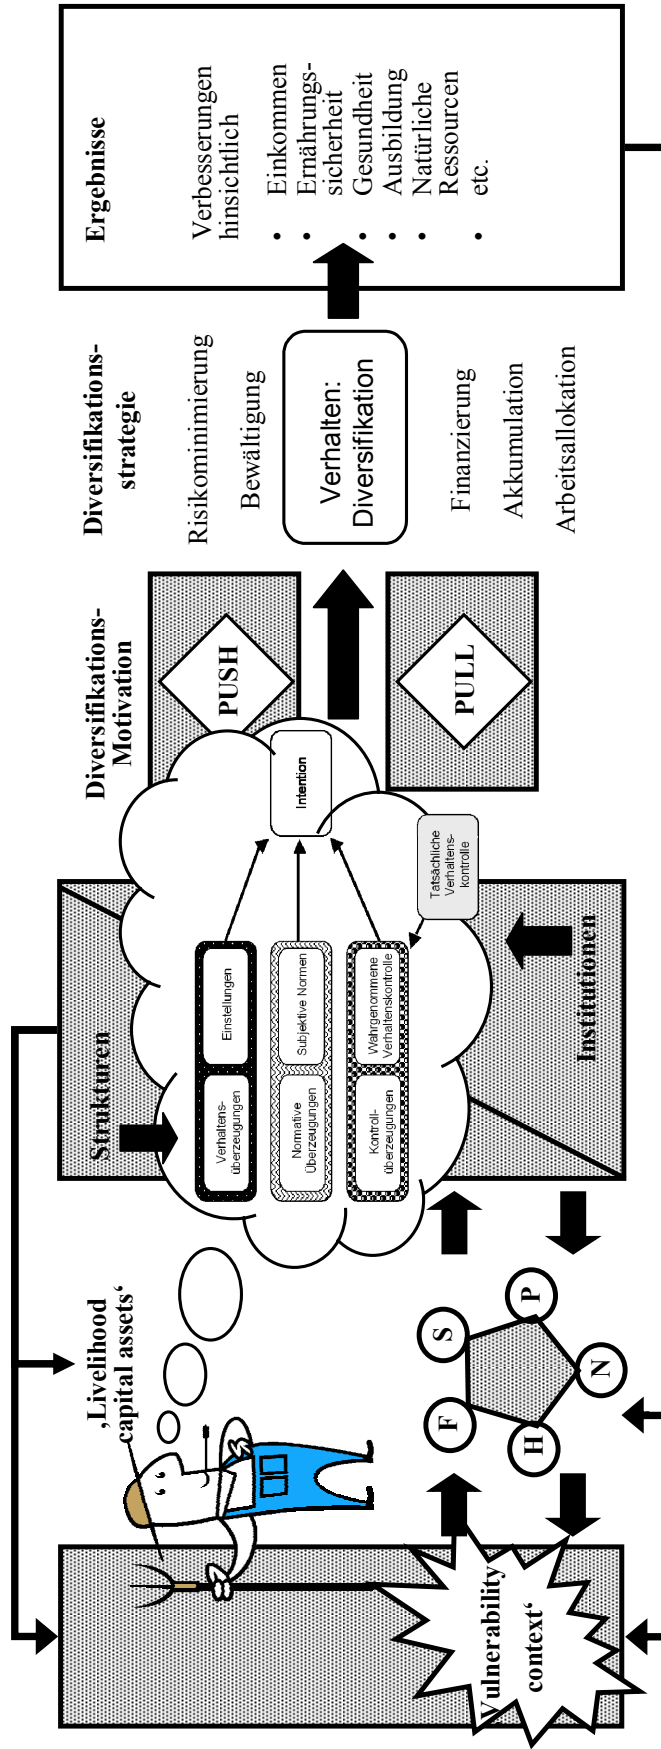 Vulnerability
context‘
‚Livelihood
capital assets‘
F
S
H
P
N
Strukturen
Institutionen
Verhaltens-
überzeugungen
Einstellungen
Normative
Überzeugungen
Subjektive Normen
Kontroll-
überzeugungen
Wahrgenommene
Verhaltenskontrolle
Tatsächliche
Verhaltens-
kontrolle
Intention
Diversifikations-
Motivation
PUSH
PULL
Diversifikations-
strategie
Risikominimierung
Bewältigung
Verhalten:
Diversifikation
Finanzierung
Akkumulation
Arbeitsallokation
Ergebnisse
Verbesserungen
hinsichtlich
• Einkommen
• Ernährungs-
sicherheit
• Gesundheit
• Ausbildung
• Natürliche
Ressourcen
• etc.